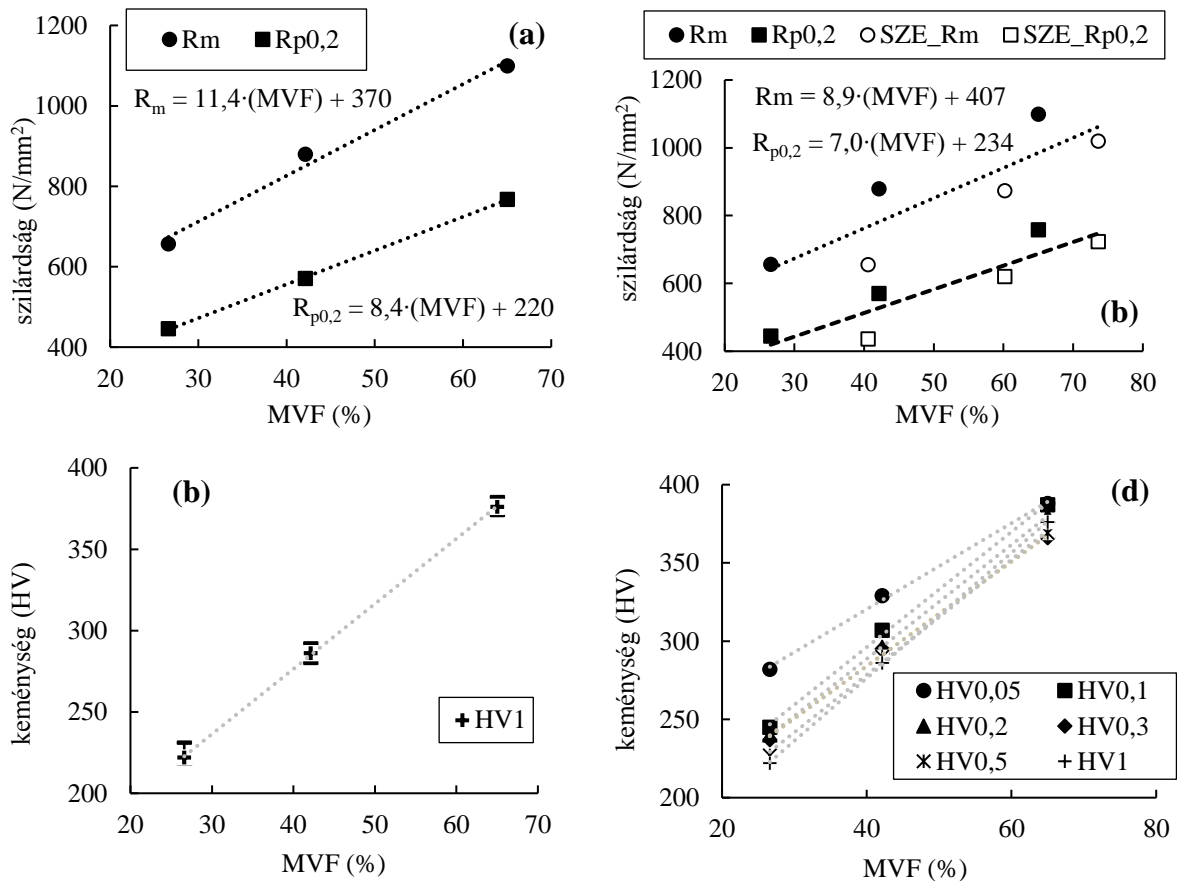 Rm Rp0,2
(a)
Rm = 11,4·(MVF) + 370
Rp0,2 = 8,4·(MVF) + 220
szilárdság (N/mm²)
1200
1000
800
600
400
20 30 40 50 60 70
MVF (%)
Rm Rp0,2 SZE_Rm SZE_Rp0,2
Rm = 8,9·(MVF) + 407
Rp0,2 = 7,0·(MVF) + 234
(b)
szilárdság (N/mm²)
1200
1000
800
600
400
20 30 40 50 60 70 80
MVF (%)
(b)
keménység (HV)
400
350
300
250
200
HV1
20 30 40 50 60 70
MVF (%)
(d)
keménység (HV)
400
350
300
250
200
HV0,05 HV0,1
HV0,2 HV0,3
HV0,5 HV1
20 40 60 80
MVF (%)